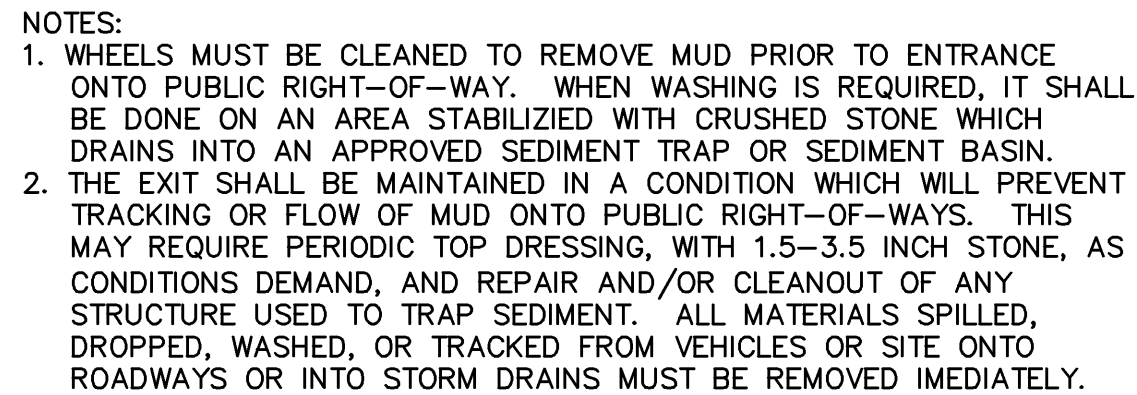 NOTES:
1. WHEELS MUST BE CLEANED TO REMOVE MUD PRIOR TO ENTRANCE
ONTO PUBLIC RIGHT-OF-WAY. WHEN WASHING IS REQUIRED, IT SHALL
BE DONE ON AN AREA STABILIZIED WITH CRUSHED STONE WHICH
DRAINS INTO AN APPROVED SEDIMENT TRAP OR SEDIMENT BASIN.
2. THE EXIT SHALL BE MAINTAINED IN A CONDITION WHICH WILL PREVENT
TRACKING OR FLOW OF MUD ONTO PUBLIC RIGHT-OF-WAYS. THIS
MAY REQUIRE PERIODIC TOP DRESSING, WITH 1.5-3.5 INCH STONE, AS
CONDITIONS DEMAND, AND REPAIR AND/OR CLEANOUT OF ANY
STRUCTURE USED TO TRAP SEDIMENT. ALL MATERIALS SPILLED,
DROPPED, WASHED, OR TRACKED FROM VEHICLES OR SITE ONTO
ROADWAYS OR INTO STORM DRAINS MUST BE REMOVED IMEDIATELY.